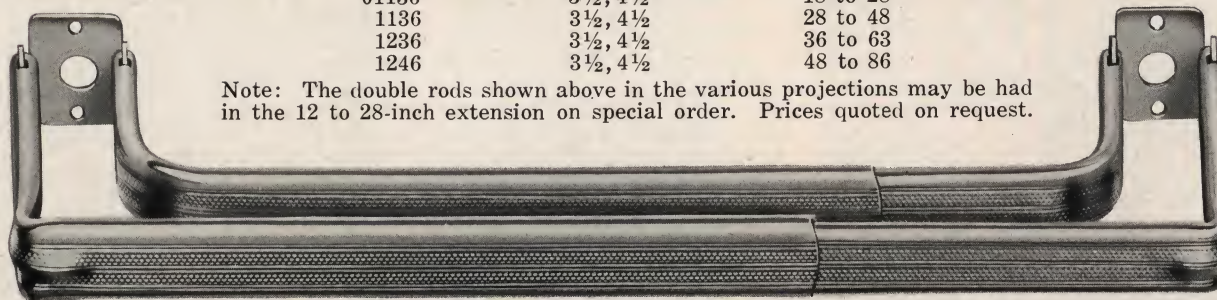 1136 3½, 4½ 28 to 48
1236 3½, 4½ 36 to 63
1246 3½, 4½ 48 to 86
Note: The double rods shown above in the various projections may be had
in the 12 to 28-inch extension on special order. Prices quoted on request.